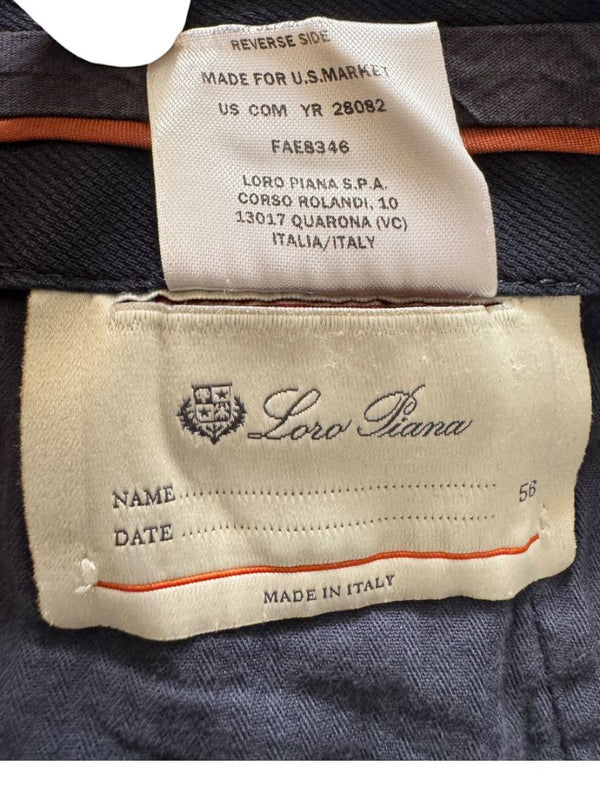 REVERSE SIDE
MADE FOR U.S.MARKET
US COM YR 28082
FAE8346
LORO PIANA S.P.A.
CORSO ROLANDI, 10
13017 QUARONA (VC)
ITALIA/ITALY
Loro Piana
NAME 56
DATE
MADE IN ITALY